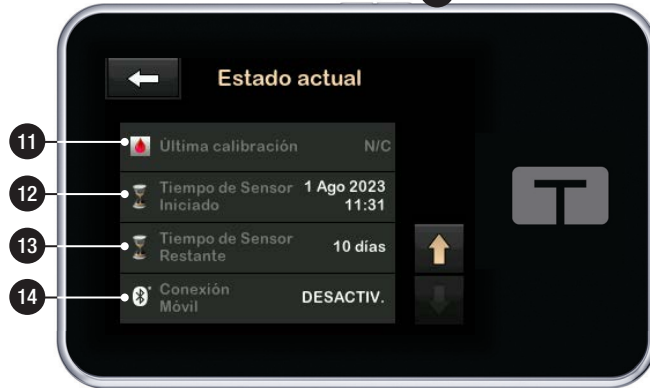 Estado actual
11
Última calibración N/C
12
Tiempo de Sensor 1 Ago 2023
Iniciado 11:31
13
Tiempo de Sensor 10 días
Restante
14
Conexión DESACTIV.
Móvil